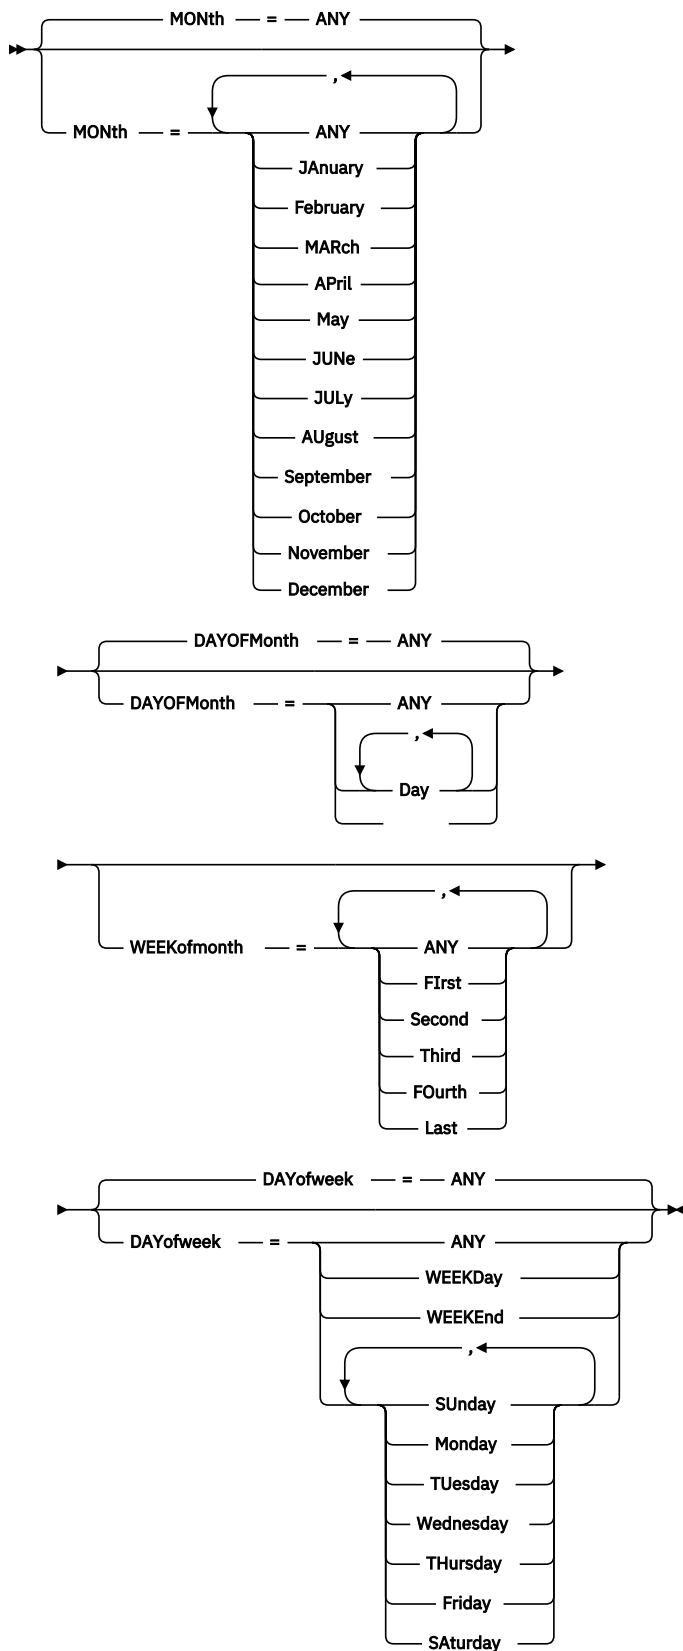 MONth = ANY
,
MONth = ANY
JAnuary
February
MARch
APril
May
JUNe
JULy
AUgust
September
October
November
December
DAYOFMonth = ANY
DAYOFMonth = ANY
,
Day
,
WEEKofmonth = ANY
FIrst
Second
Third
FOurth
Last
DAYofweek = ANY
DAYofweek = ANY
WEEKDay
WEEKEnd
,
SUnday
Monday
TUesday
Wednesday
THursday
Friday
SAturday